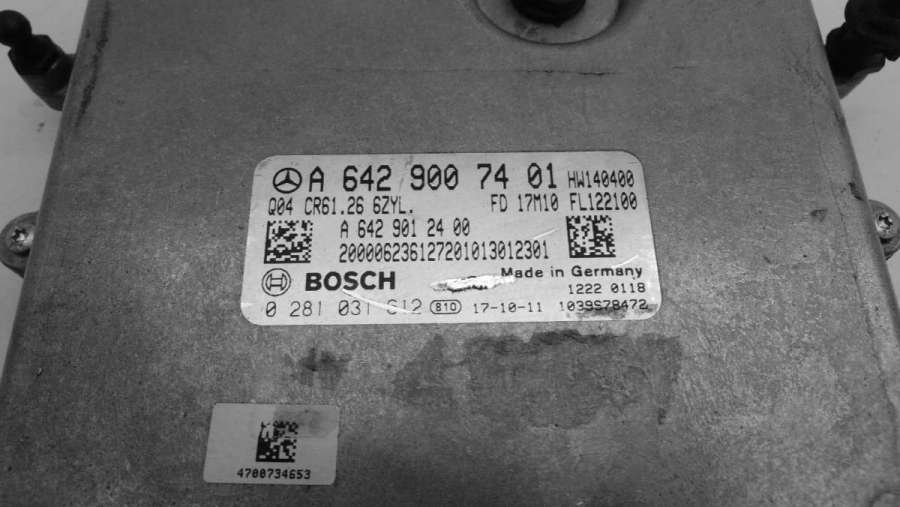 A 642 900 74 01 HW140400
Q04 CR61.26 6ZYL. FD 17M10 FL122100
A 642 901 24 00
200006236127201013012301
BOSCH Made in Germany
1222 0118
0 281 031 612 810 17-10-11 1039S78472
4700734653